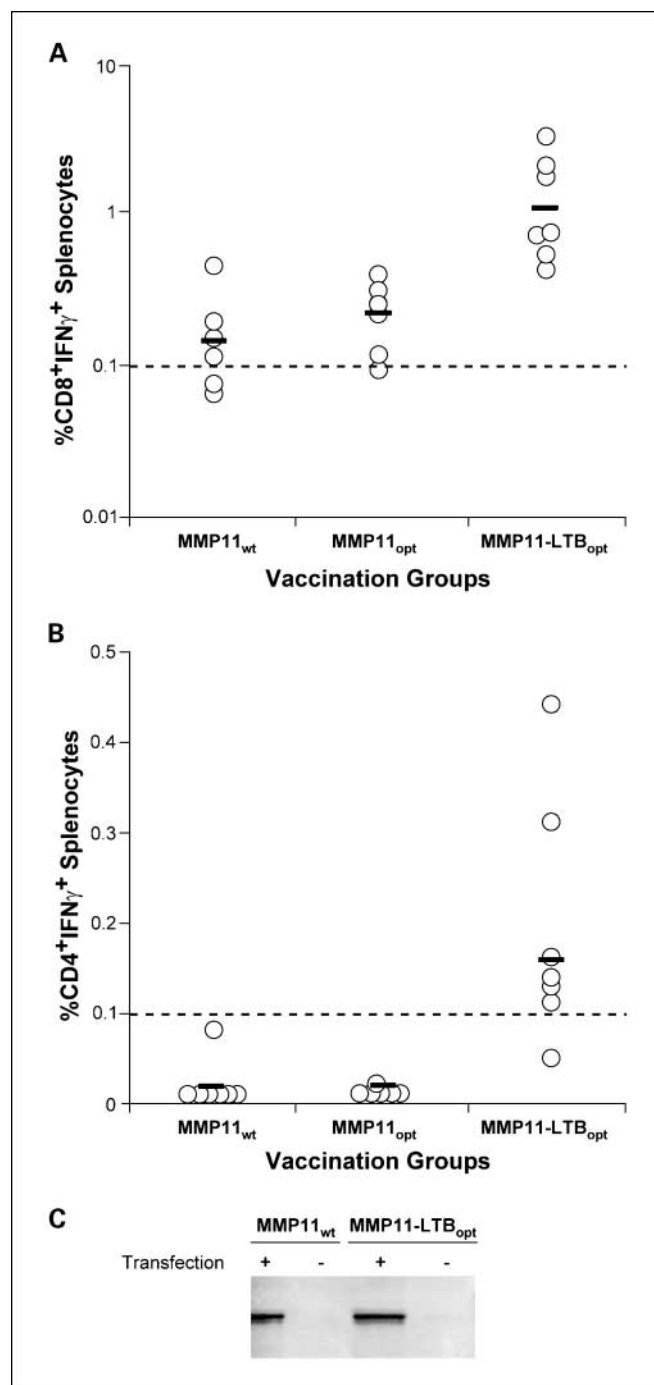 A
10
1
0.1
0.01
%CD8+IFNγ+ Splenocytes
MMP11wt MMP11opt MMP11-LTBopt
Vaccination Groups
B
0.5
0.4
0.3
0.2
0.1
0
%CD4+IFNγ+ Splenocytes
MMP11wt MMP11opt MMP11-LTBopt
Vaccination Groups
C
MMP11wt MMP11-LTBopt
Transfection + - + -